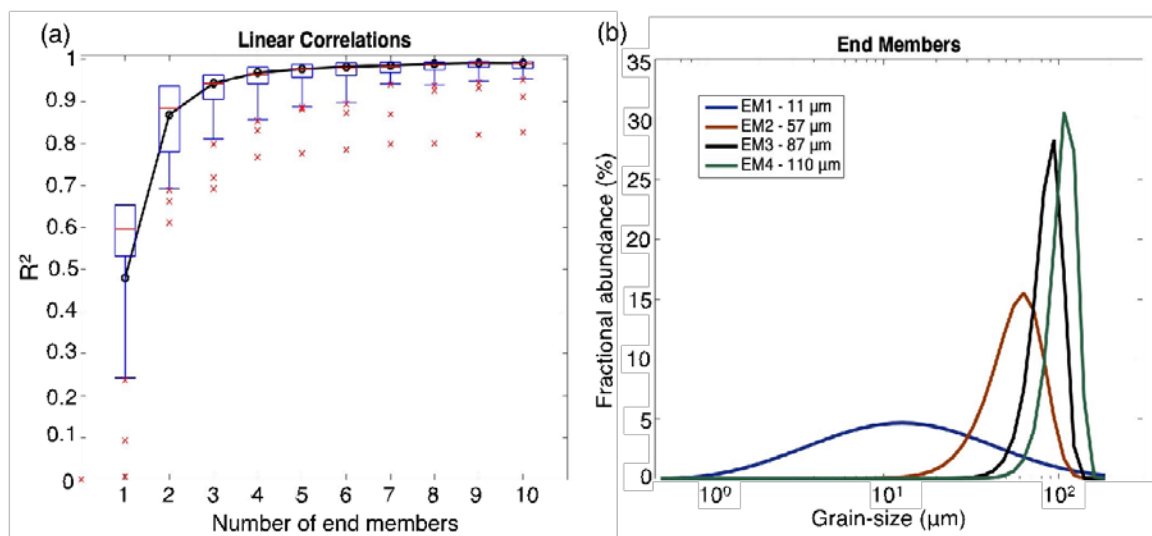 (a)
Linear Correlations
1
0.9
0.8
0.7
0.6
0.5
0.4
0.3
0.2
0.1
0
R²
1 2 3 4 5 6 7 8 9 10
Number of end members
(b)
End Members
35
30
25
20
15
10
5
0
Fractional abundance (%)
EM1 - 11 µm
EM2 - 57 µm
EM3 - 87 µm
EM4 - 110 µm
10⁰ 10¹ 10²
Grain-size (µm)